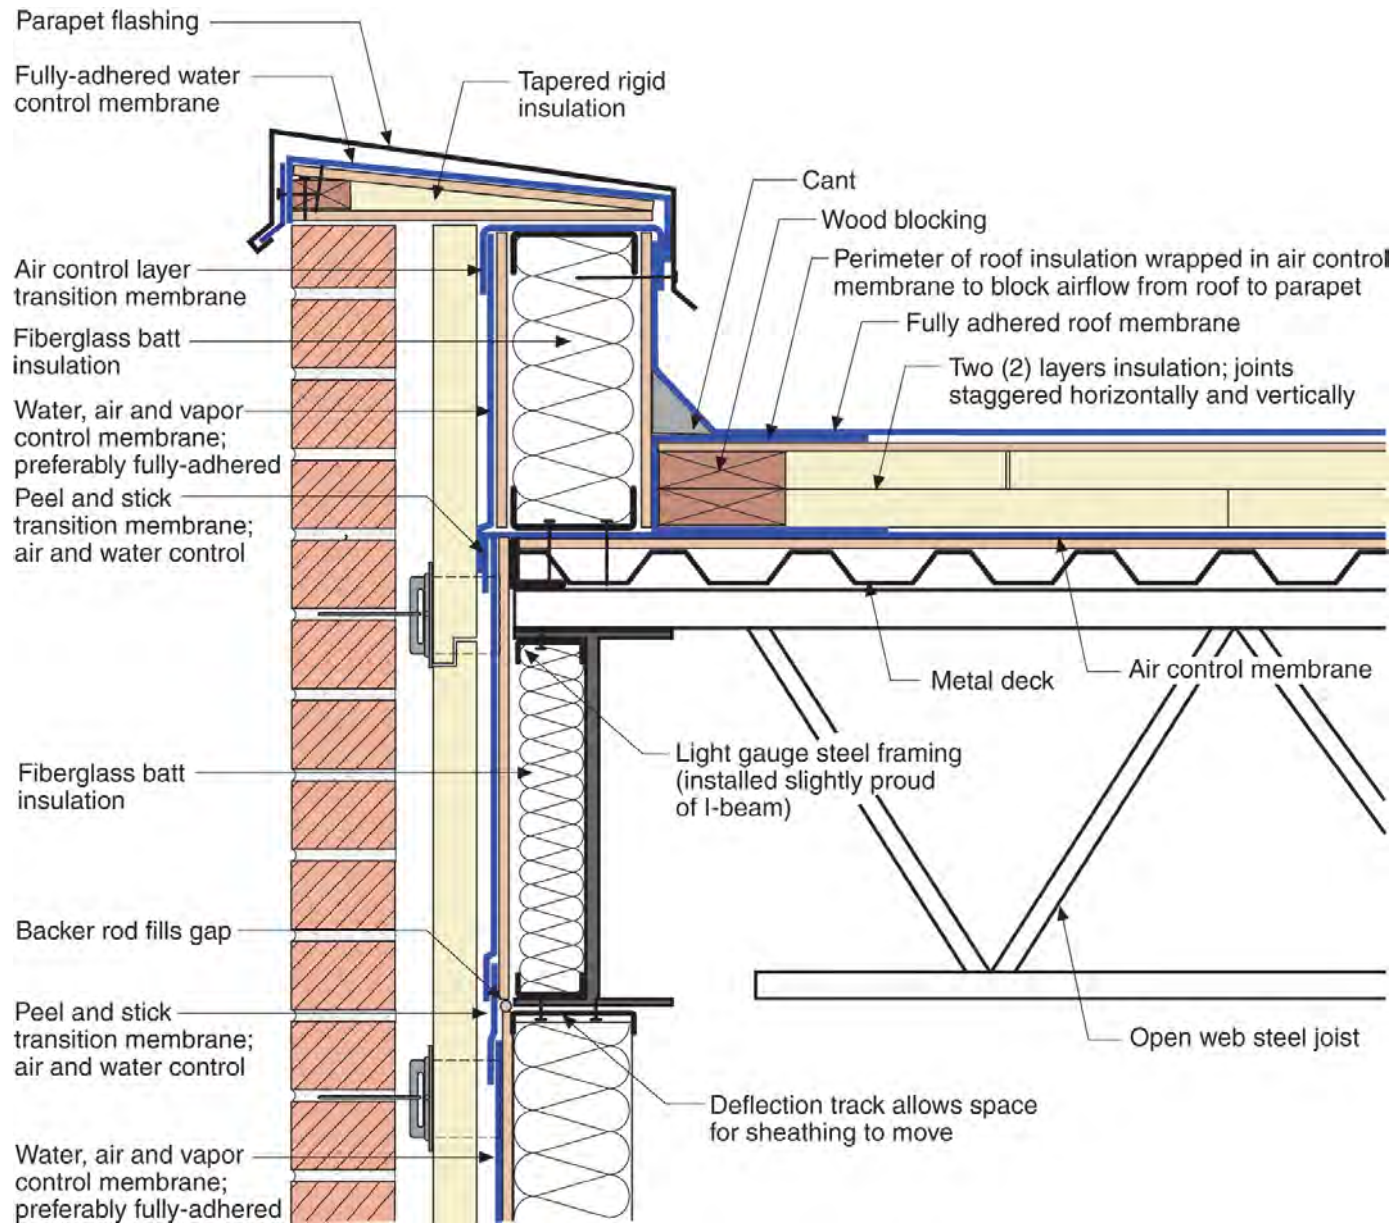 Parapet flashing
Fully-adhered water
control membrane
Tapered rigid
insulation
Cant
Wood blocking
Perimeter of roof insulation wrapped in air control
membrane to block airflow from roof to parapet
Fully adhered roof membrane
Two (2) layers insulation; joints
staggered horizontally and vertically
Air control layer
transition membrane
Fiberglass batt
insulation
Water, air and vapor
control membrane;
preferably fully-adhered
Peel and stick
transition membrane;
air and water control
Air control membrane
Metal deck
Light gauge steel framing
(installed slightly proud
of I-beam)
Fiberglass batt
insulation
Backer rod fills gap
Peel and stick
transition membrane;
air and water control
Open web steel joist
Deflection track allows space
for sheathing to move
Water, air and vapor
control membrane;
preferably fully-adhered